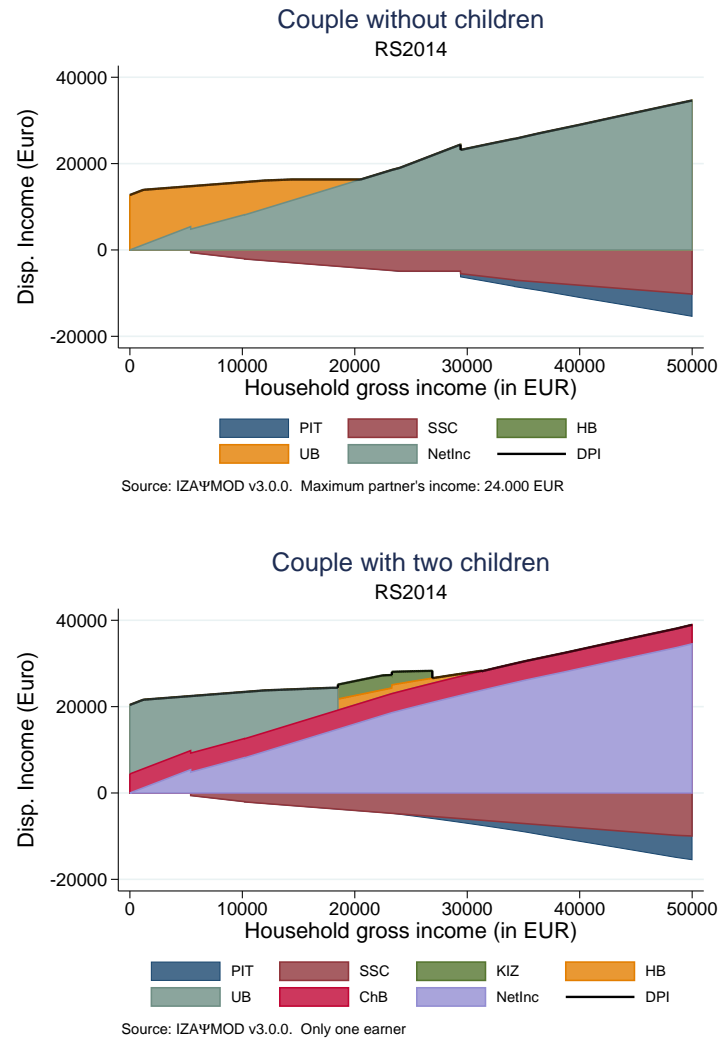 Couple without children
RS2014
Disp. Income (Euro)
40000
20000
0
-20000
0 10000 20000 30000 40000 50000
Household gross income (in EUR)
PIT SSC HB
UB NetInc DPI
Source: IZAΨMOD v3.0.0. Maximum partner's income: 24.000 EUR
Couple with two children
RS2014
Disp. Income (Euro)
40000
20000
0
-20000
0 10000 20000 30000 40000 50000
Household gross income (in EUR)
PIT SSC KIZ HB
UB ChB NetInc DPI
Source: IZAΨMOD v3.0.0. Only one earner